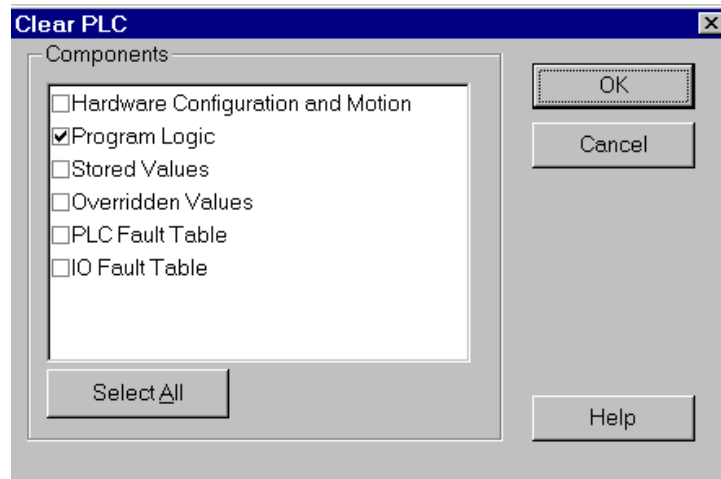 Clear PLC
Components
Hardware Configuration and Motion
Program Logic
Stored Values
Overridden Values
PLC Fault Table
IO Fault Table
Select All
OK
Cancel
Help